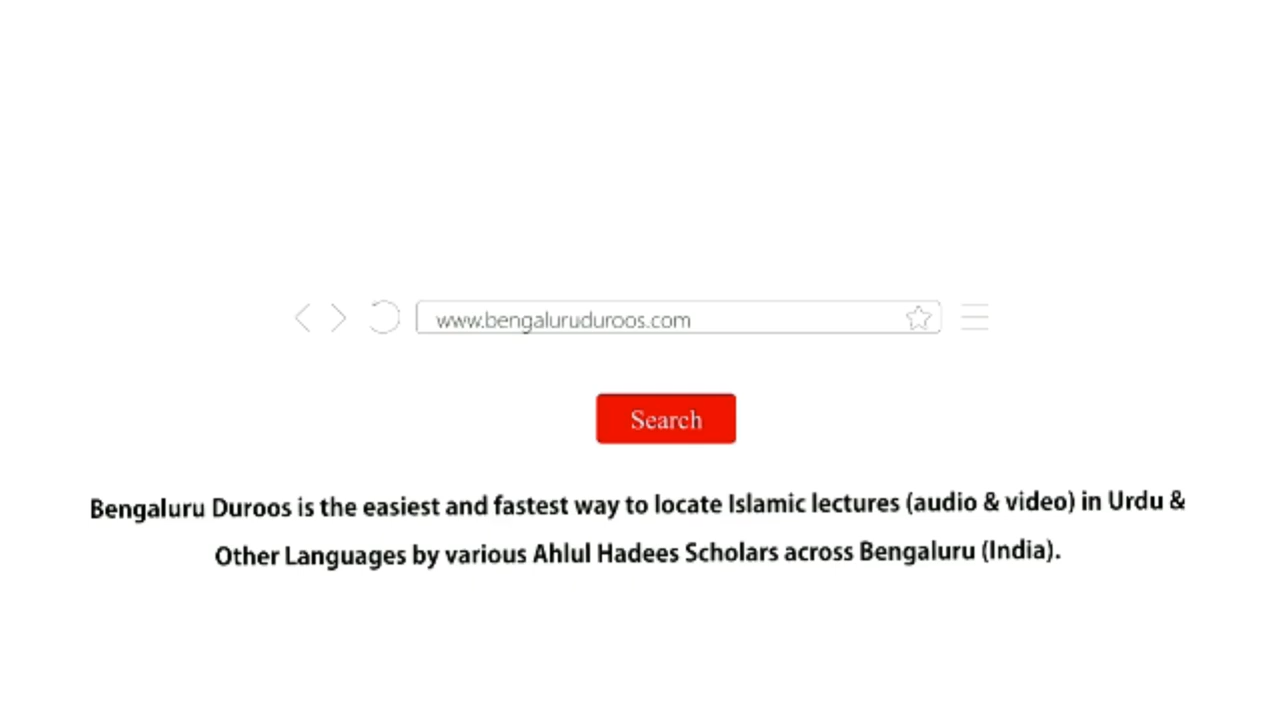 www.bengaluruduroos.com
Search
Bengaluru Duroos is the easiest and fastest way to locate Islamic lectures (audio & video) in Urdu &
Other Languages by various Ahlul Hadees Scholars across Bengaluru (India).